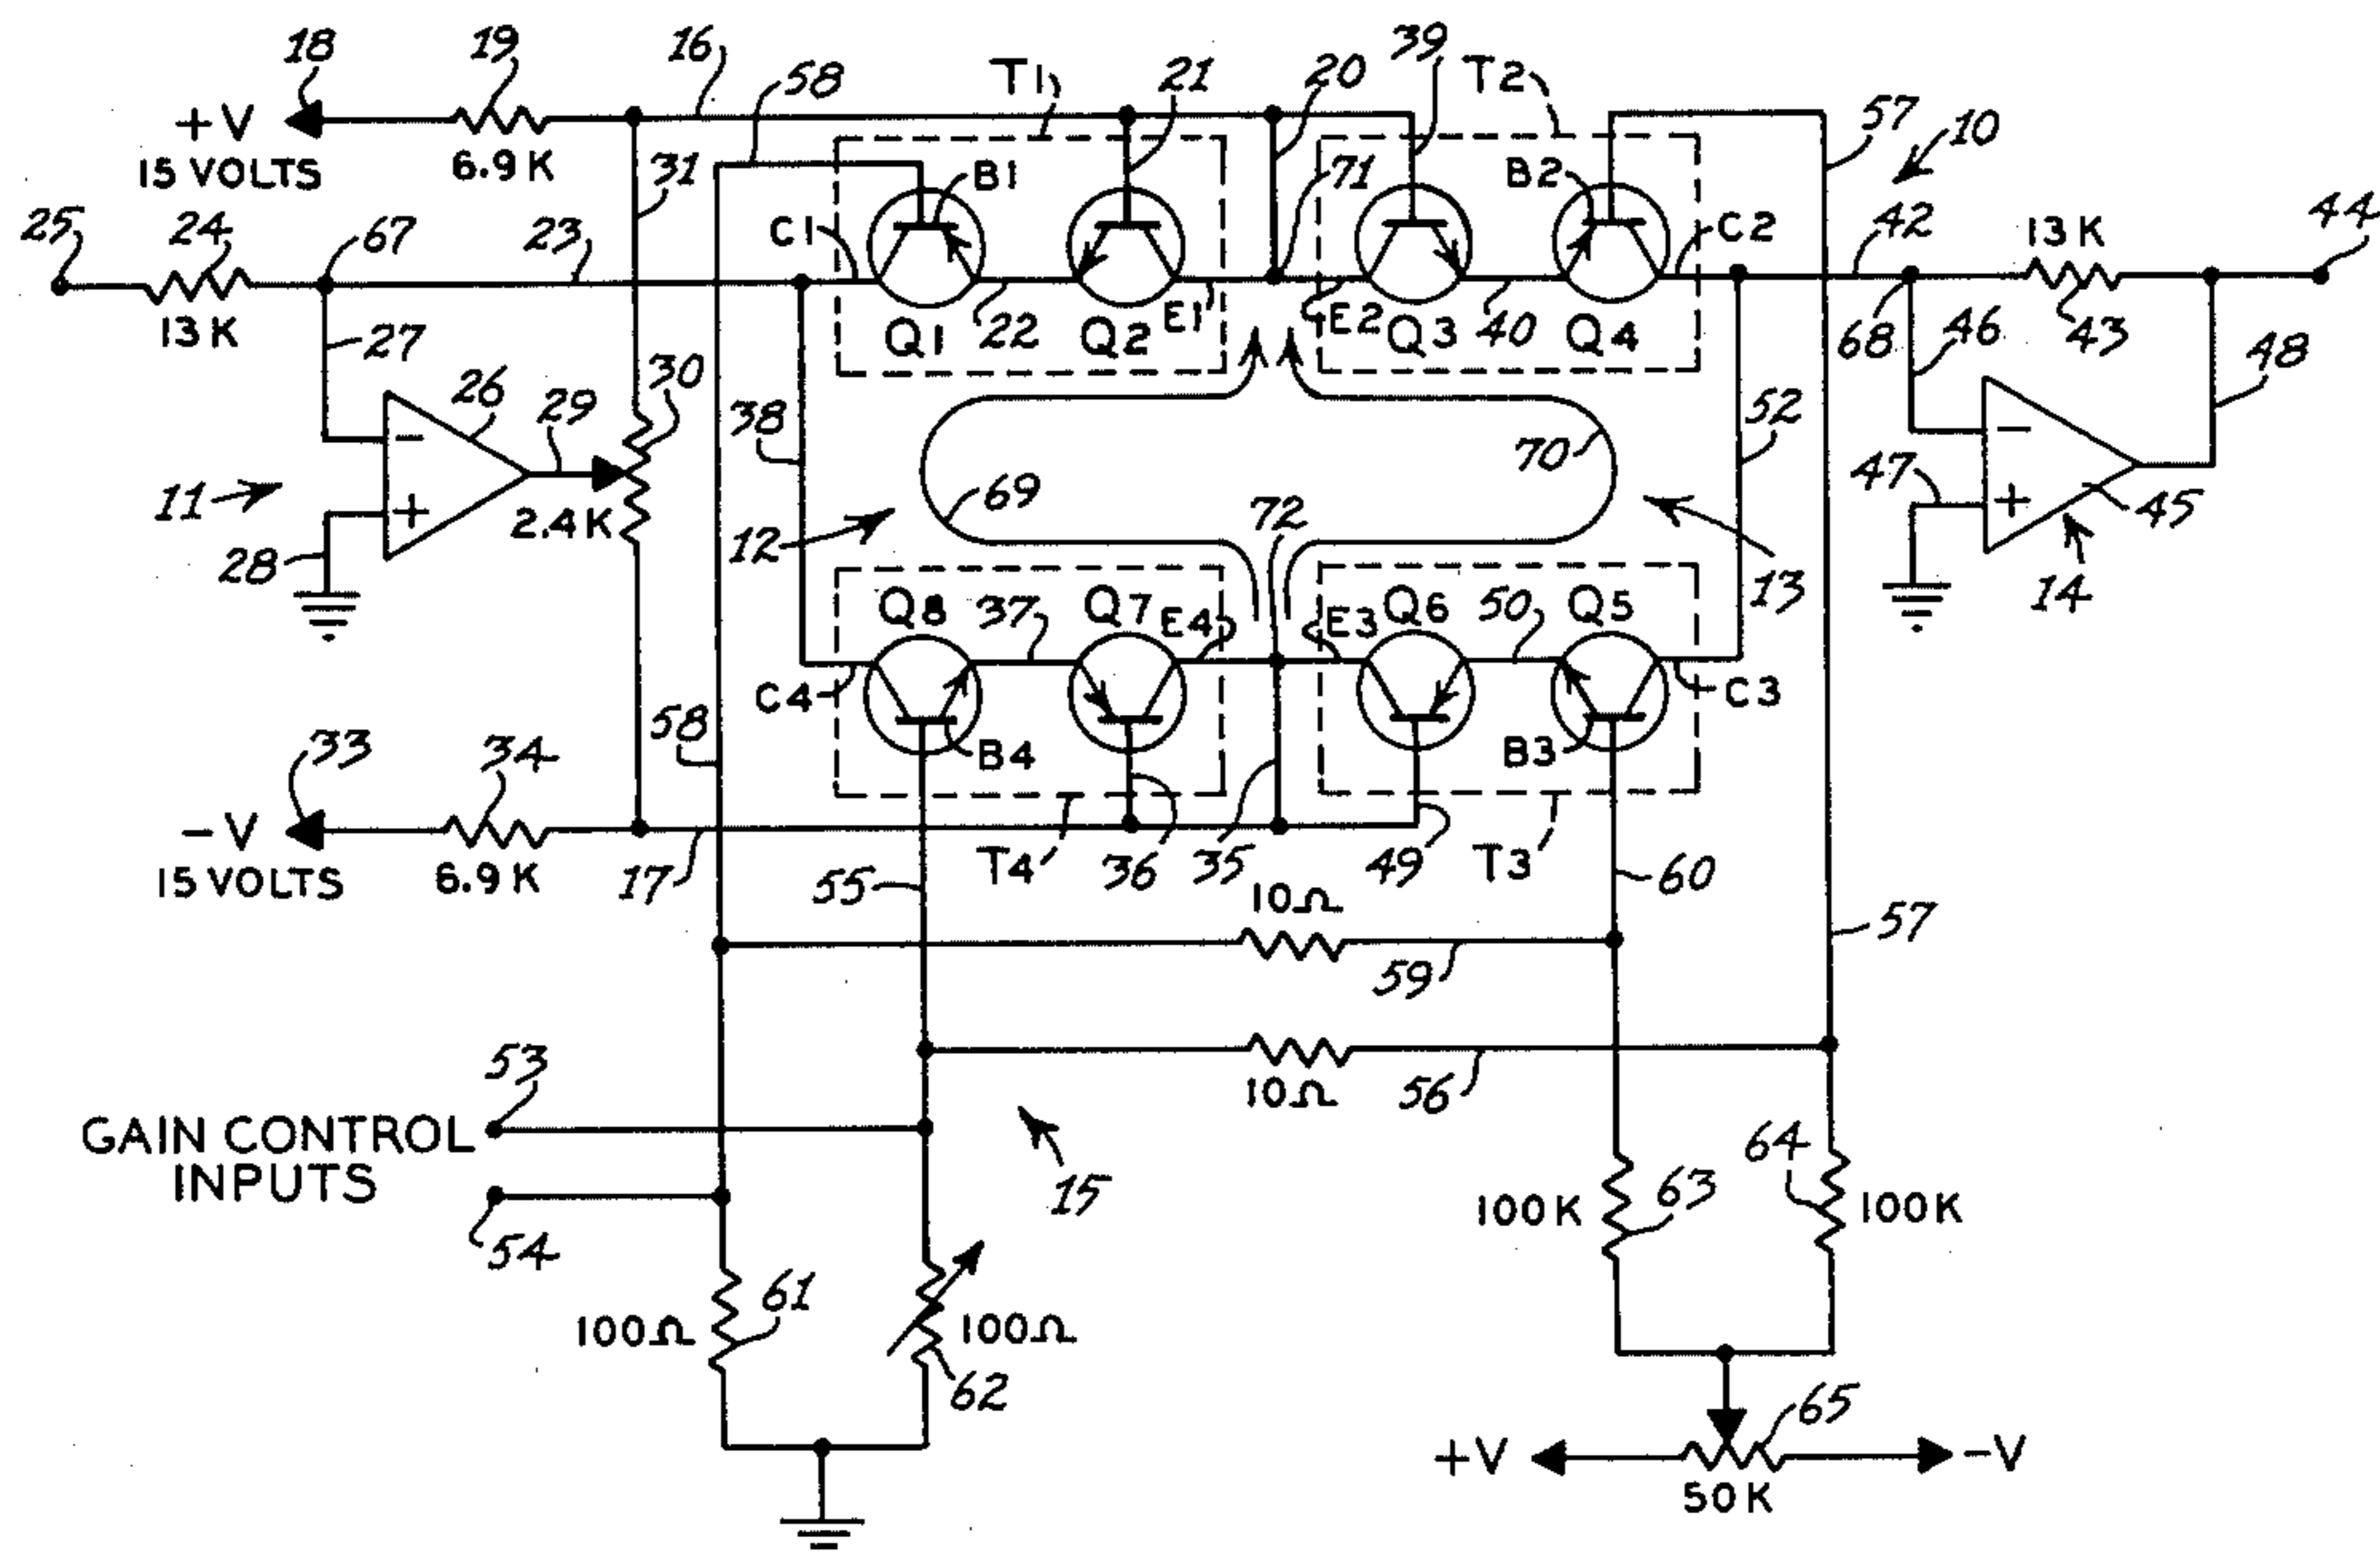 18
19
16
58
T1
21
20
39
T2
57
10
+V
15 VOLTS
6.9 K
31
B1
71
B2
44
25
24
67
23
C1
C2
42
13 K
13 K
27
Q1
22
Q2
E1
E2
Q3
40
Q4
68
46
43
48
26
29
30
38
52
11
2.4 K
69
70
47
45
28
12
72
13
14
Q8
37
Q7
E4
E3
Q6
50
Q5
C4
C3
58
B4
B3
33
34
-V
15 VOLTS
6.9 K
17
T4
36
35
49
T3
60
55
10Ω
57
59
53
10Ω
56
GAIN CONTROL
INPUTS
54
15
64
100 K
63
100 K
61
100Ω
100Ω
62
65
+V
-V
50 K